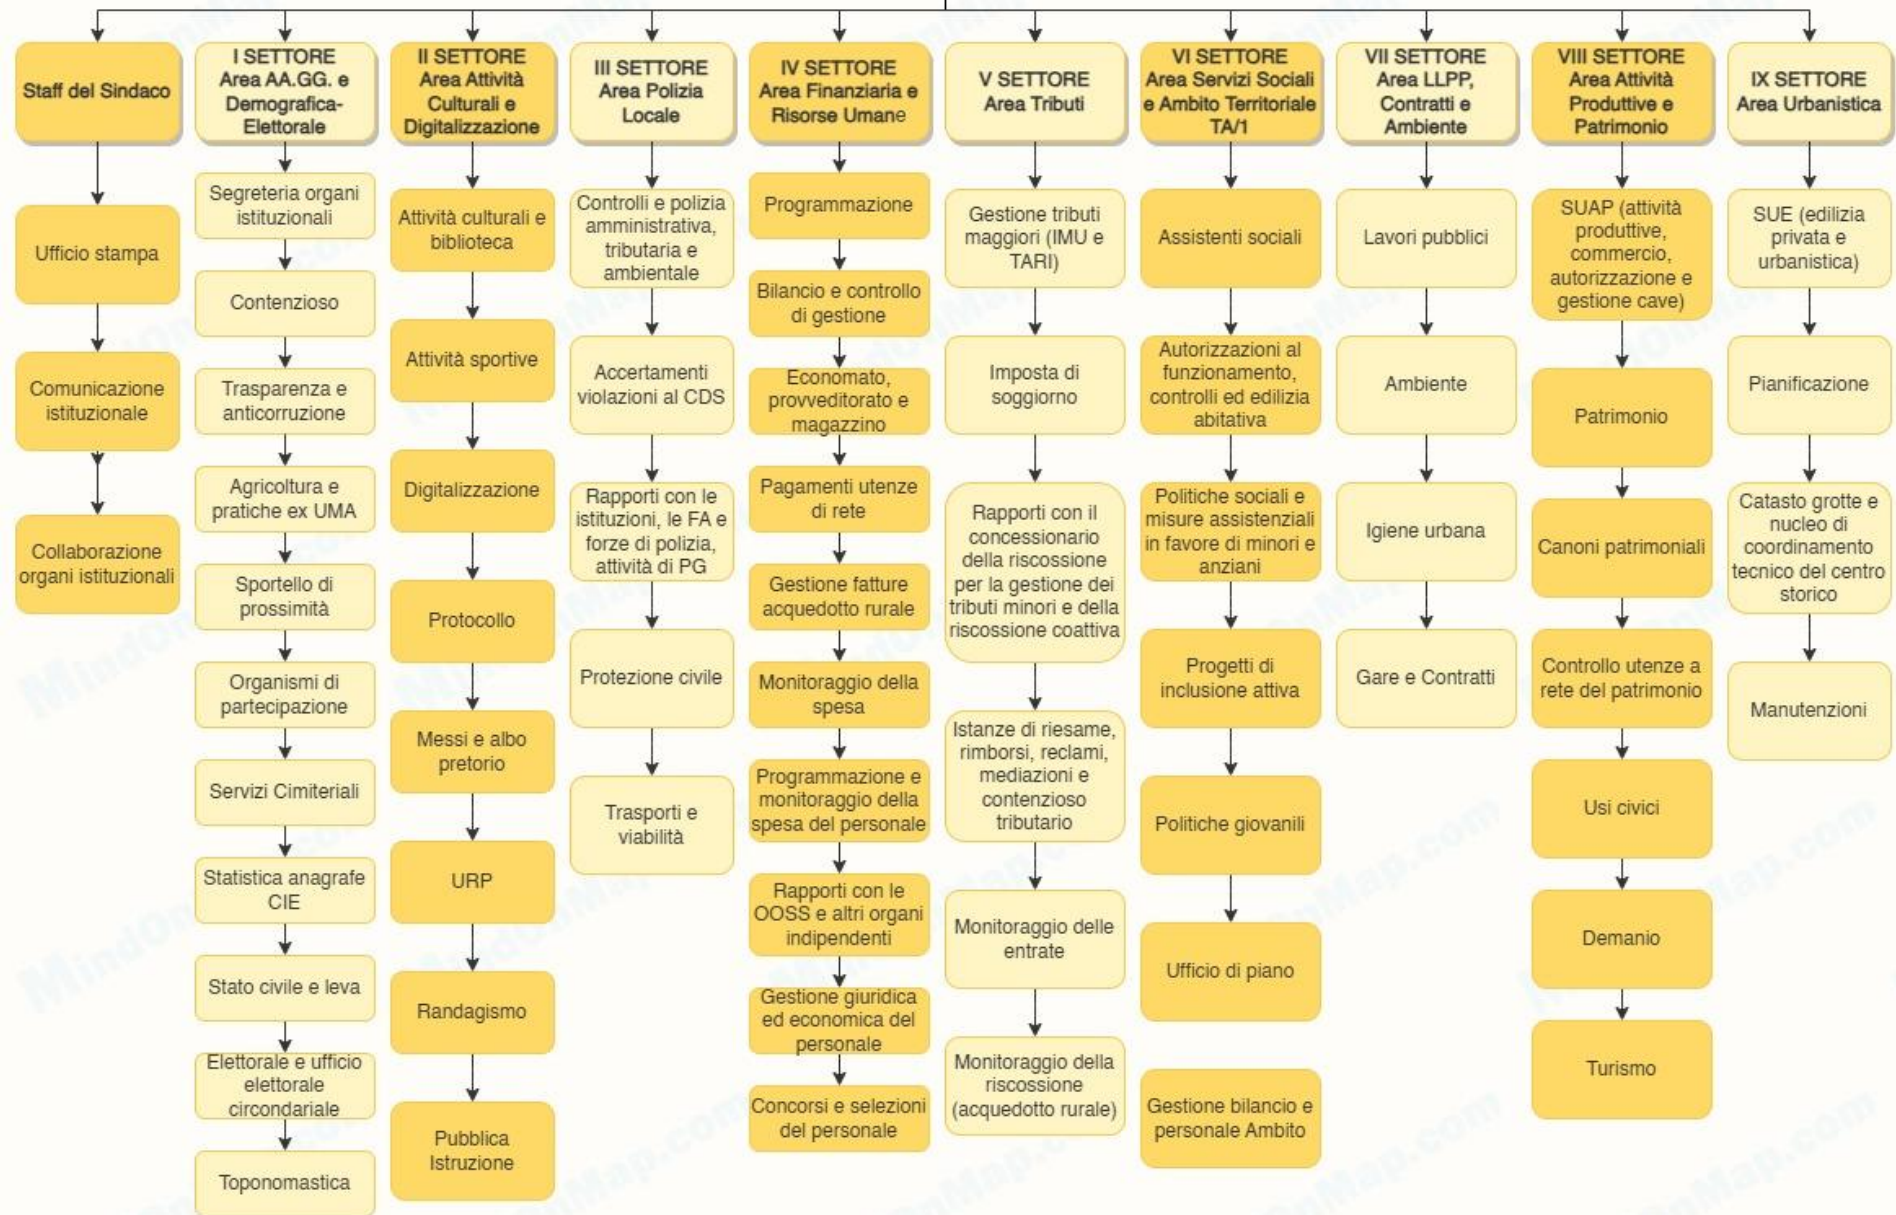 Staff del Sindaco
Ufficio stampa
Comunicazione
istituzionale
Collaborazione
organi istituzionali
I SETTORE
Area AA.GG. e
Demografica-
Elettorale
Segreteria organi
istituzionali
Contenzioso
Trasparenza e
anticorruzione
Agricoltura e
pratiche ex UMA
Sportello di
prossimità
Organismi di
partecipazione
Servizi Cimiteriali
Statistica anagrafe
CIE
Stato civile e leva
Elettorale e ufficio
elettorale
circondariale
Toponomastica
II SETTORE
Area Attività
Culturali e
Digitalizzazione
Attività culturali e
biblioteca
Attività sportive
Digitalizzazione
Protocollo
Messi e albo
pretorio
URP
Randagismo
Pubblica
Istruzione
III SETTORE
Area Polizia
Locale
Controlli e polizia
amministrativa,
tributaria e
ambientale
Accertamenti
violazioni al CDS
Rapporti con le
istituzioni, le FA e
forze di polizia,
attività di PG
Protezione civile
Trasporti e
viabilità
IV SETTORE
Area Finanziaria e
Risorse Umane
Programmazione
Bilancio e controllo
di gestione
Economato,
provveditorato e
magazzino
Pagamenti utenze
di rete
Gestione fatture
acquedotto rurale
Monitoraggio della
spesa
Programmazione e
monitoraggio della
spesa del personale
Rapporti con le
OOSS e altri organi
indipendenti
Gestione giuridica
ed economica del
personale
Concorsi e selezioni
del personale
V SETTORE
Area Tributi
Gestione tributi
maggiori (IMU e
TARI)
Imposta di
soggiorno
Rapporti con il
concessionario
della riscossione
per la gestione dei
tributi minori e della
riscossione coattiva
Istanze di riesame,
rimborsi, reclami,
mediazioni e
contenzioso
tributario
Monitoraggio delle
entrate
Monitoraggio della
riscossione
(acquedotto rurale)
VI SETTORE
Area Servizi Sociali
e Ambito Territoriale
TA/1
Assistenti sociali
Autorizzazioni al
funzionamento,
controlli ed edilizia
abitativa
Politiche sociali e
misure assistenziali
in favore di minori e
anziani
Progetti di
inclusione attiva
Politiche giovanili
Ufficio di piano
Gestione bilancio e
personale Ambito
VII SETTORE
Area LLPP,
Contratti e
Ambiente
Lavori pubblici
Ambiente
Igiene urbana
Gare e Contratti
VIII SETTORE
Area Attività
Produttive e
Patrimonio
SUAP (attività
produttive,
commercio,
autorizzazione e
gestione cave)
Patrimonio
Canoni patrimoniali
Controllo utenze a
rete del patrimonio
Usi civici
Demanio
Turismo
IX SETTORE
Area Urbanistica
SUE (edilizia
privata e
urbanistica)
Pianificazione
Catasto grotte e
nucleo di
coordinamento
tecnico del centro
storico
Manutenzioni
MindOnMap.com